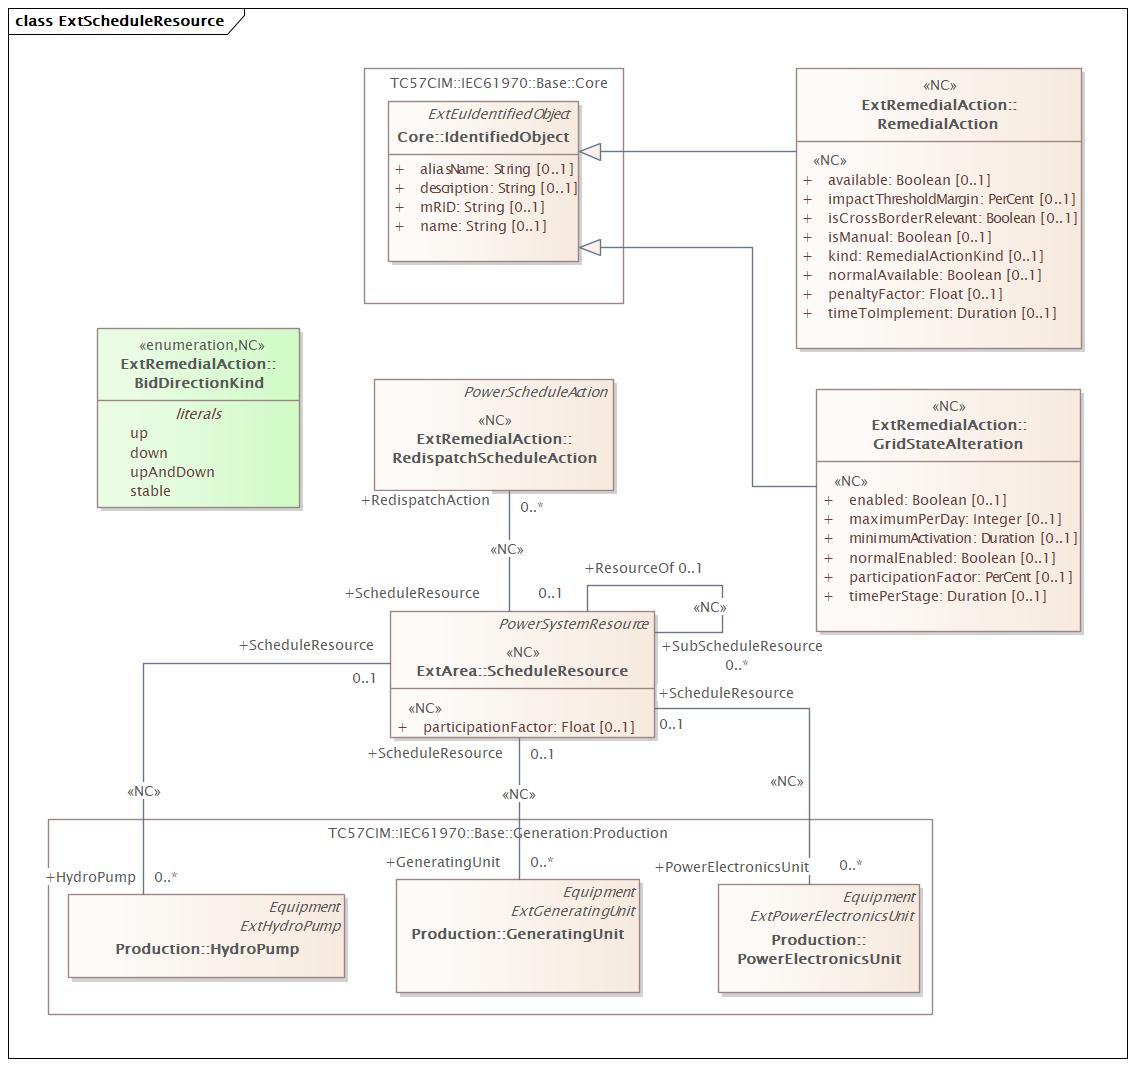 class ExtScheduleResource
TC57CIM::IEC61970::Base::Core
ExtEuIdentifiedObject
Core::IdentifiedObject
+ aliasName: String [0..1]
+ description: String [0..1]
+ mRID: String [0..1]
+ name: String [0..1]
«NC»
ExtRemedialAction::
RemedialAction
«NC»
+ available: Boolean [0..1]
+ impactThresholdMargin: PerCent [0..1]
+ isCrossBorderRelevant: Boolean [0..1]
+ isManual: Boolean [0..1]
+ kind: RemedialActionKind [0..1]
+ normalAvailable: Boolean [0..1]
+ penaltyFactor: Float [0..1]
+ timeToImplement: Duration [0..1]
«enumeration,NC»
ExtRemedialAction::
BidDirectionKind
literals
up
down
upAndDown
stable
PowerScheduleAction
«NC»
ExtRemedialAction::
RedispatchScheduleAction
«NC»
ExtRemedialAction::
GridStateAlteration
«NC»
+ enabled: Boolean [0..1]
+ maximumPerDay: Integer [0..1]
+ minimumActivation: Duration [0..1]
+ normalEnabled: Boolean [0..1]
+ participationFactor: PerCent [0..1]
+ timePerStage: Duration [0..1]
+RedispatchAction
0..*
«NC»
+ScheduleResource
0..1
+ResourceOf 0..1
«NC»
+SubScheduleResource
0..*
PowerSystemResource
«NC»
ExtArea::ScheduleResource
«NC»
+ participationFactor: Float [0..1]
+ScheduleResource
0..1
+ScheduleResource
0..1
+ScheduleResource
0..1
«NC»
«NC»
«NC»
TC57CIM::IEC61970::Base::Generation:Production
+HydroPump
0..*
+GeneratingUnit
0..*
+PowerElectronicsUnit
0..*
Equipment
ExtHydroPump
Production::HydroPump
Equipment
ExtGeneratingUnit
Production::GeneratingUnit
Equipment
ExtPowerElectronicsUnit
Production::
PowerElectronicsUnit